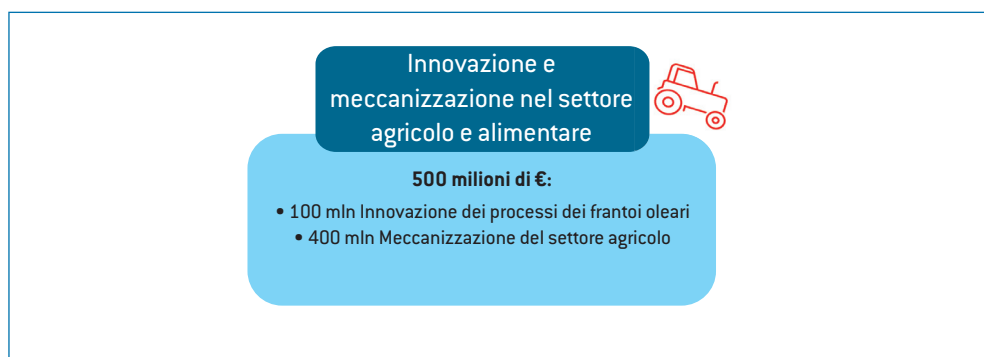 Innovazione e
meccanizzazione nel settore
agricolo e alimentare
500 milioni di €:
• 100 mln Innovazione dei processi dei frantoi oleari
• 400 mln Meccanizzazione del settore agricolo